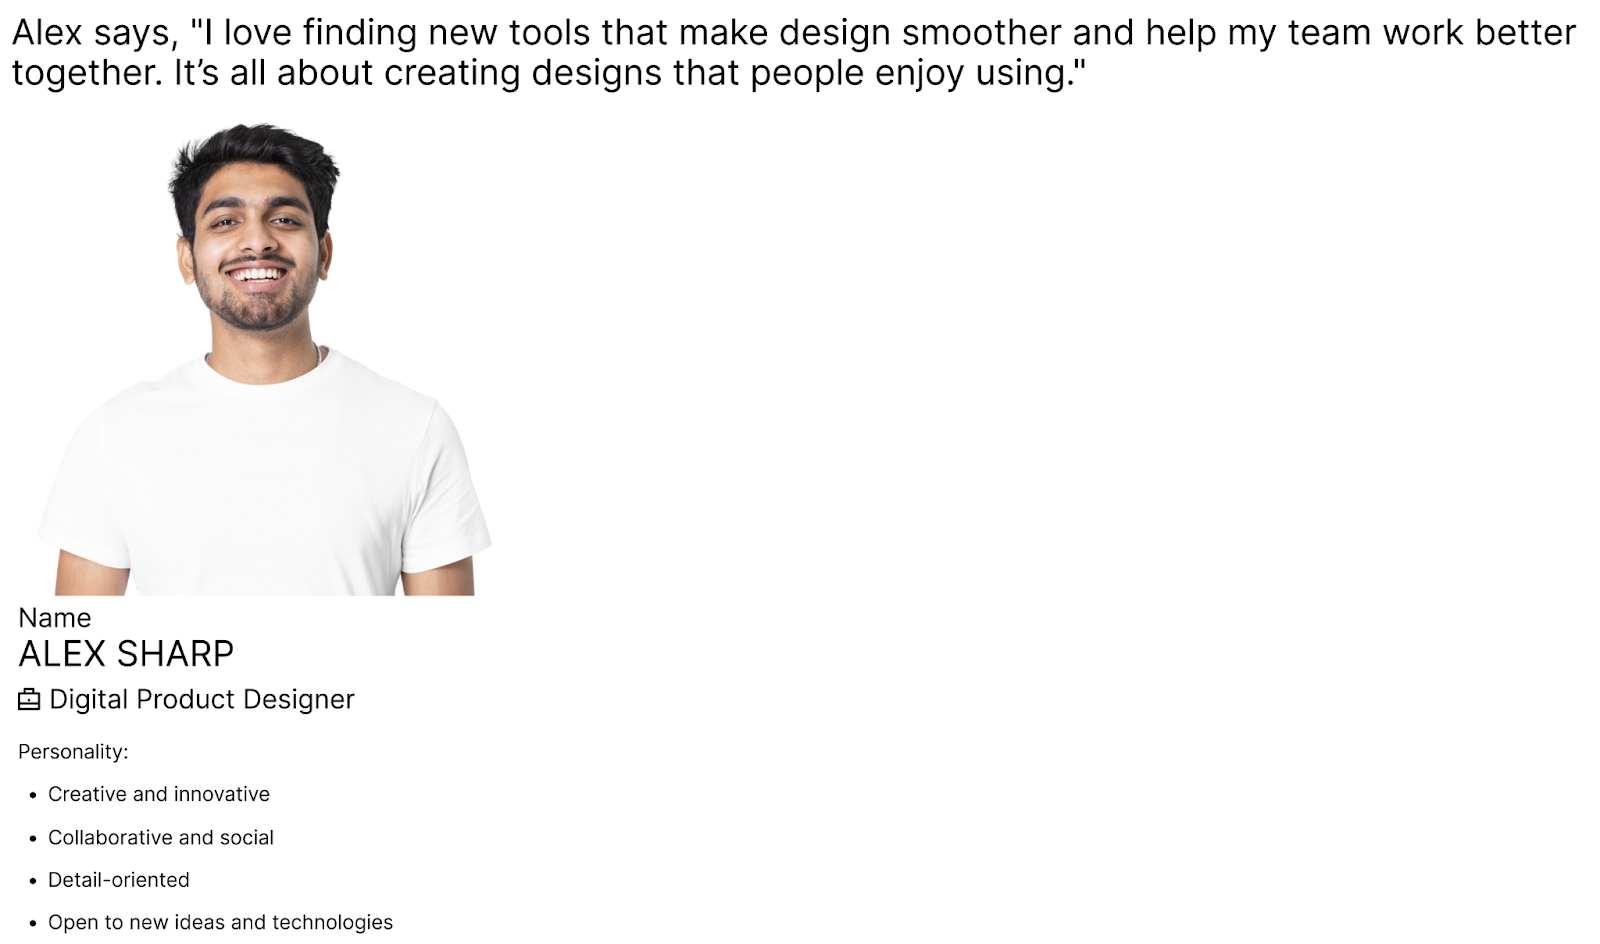 Alex says, "I love finding new tools that make design smoother and help my team work better
together. It’s all about creating designs that people enjoy using."
Name
ALEX SHARP
Digital Product Designer
Personality:
• Creative and innovative
• Collaborative and social
• Detail-oriented
• Open to new ideas and technologies